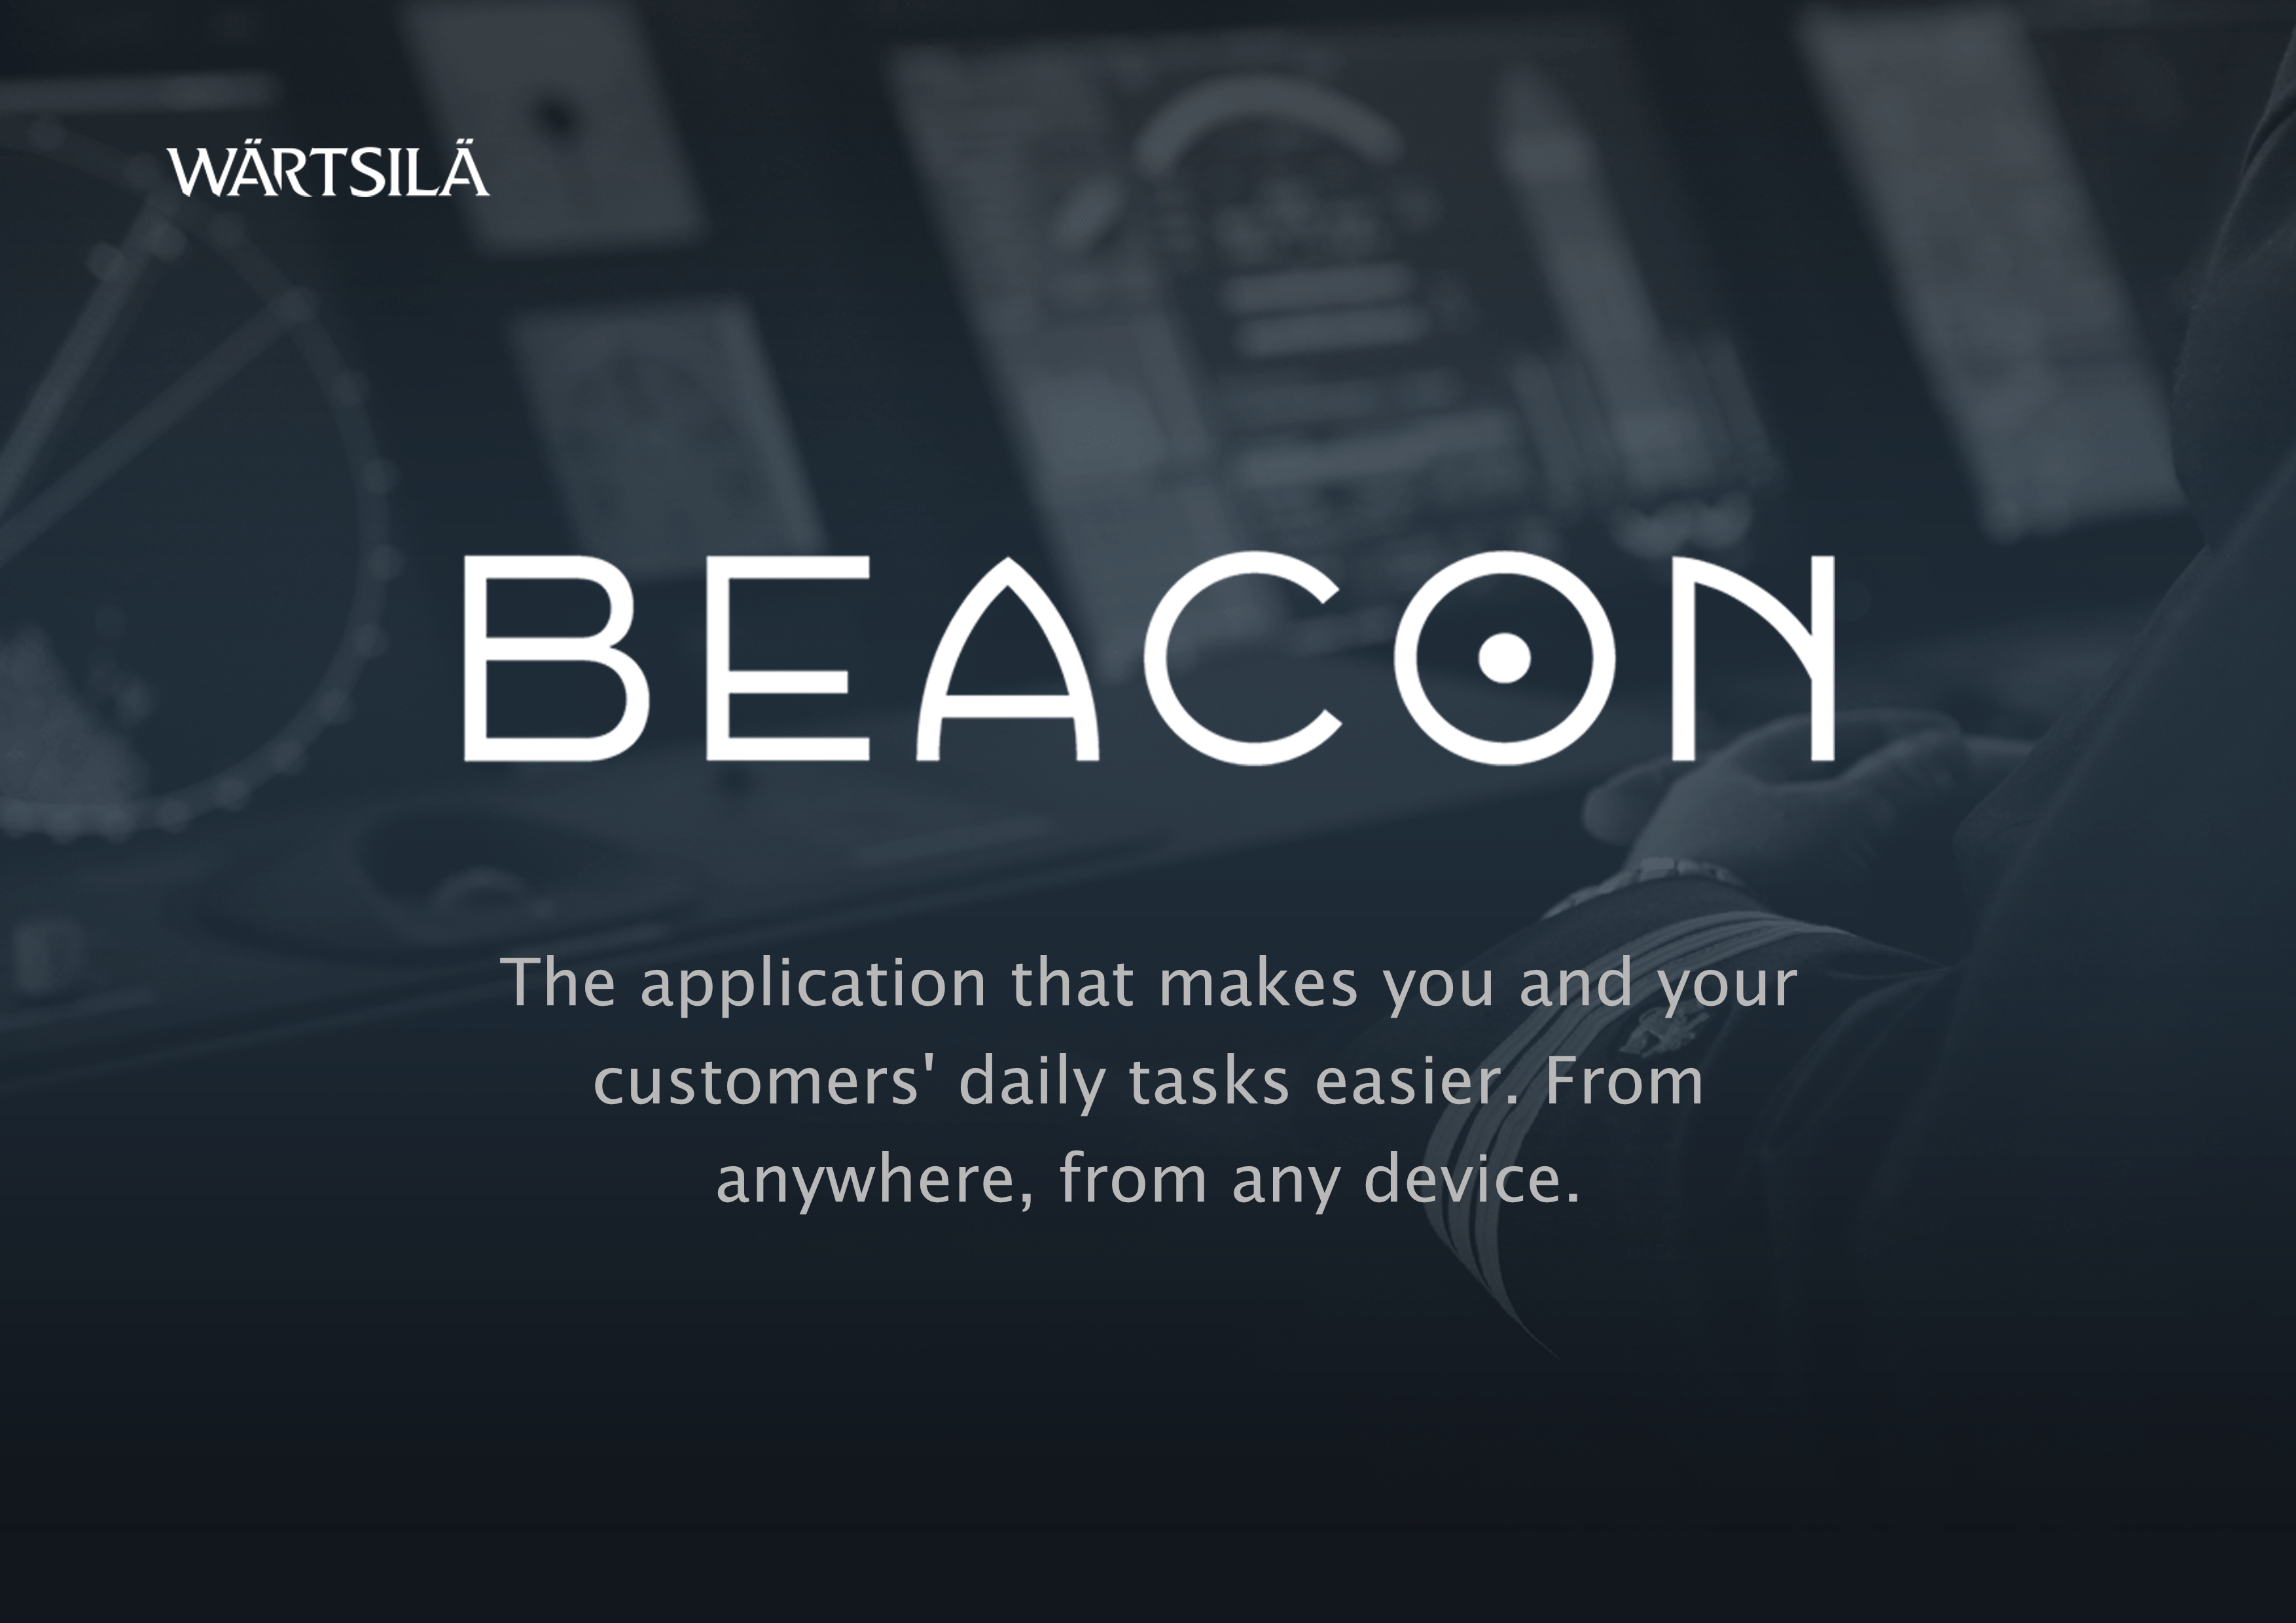 WÄRTSILÄ
BEACON
The application that makes you and your
customers' daily tasks easier. From
anywhere, from any device.